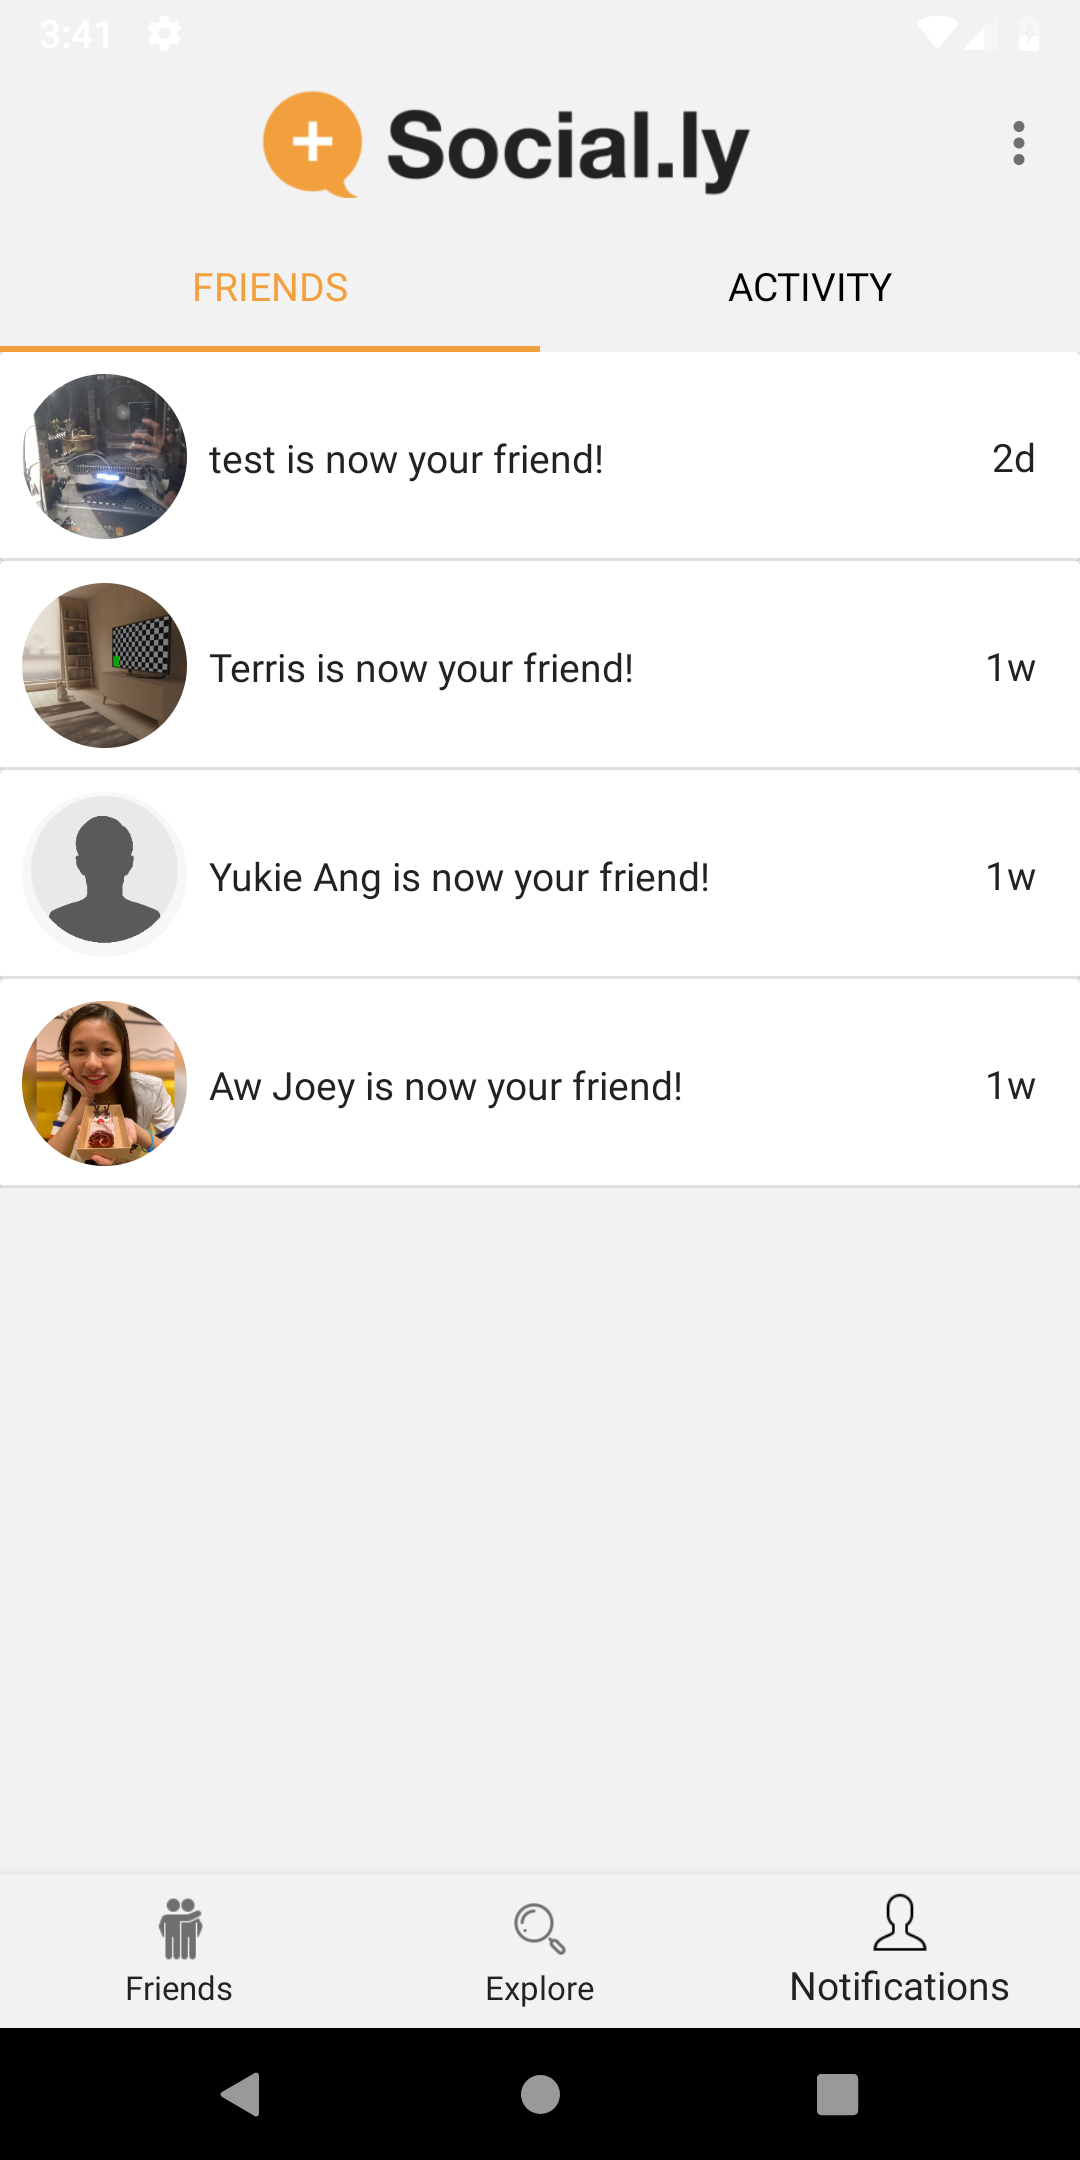 3:41
Social.ly
FRIENDS ACTIVITY
test is now your friend! 2d
Terris is now your friend! 1w
Yukie Ang is now your friend! 1w
Aw Joey is now your friend! 1w
Friends Explore Notifications